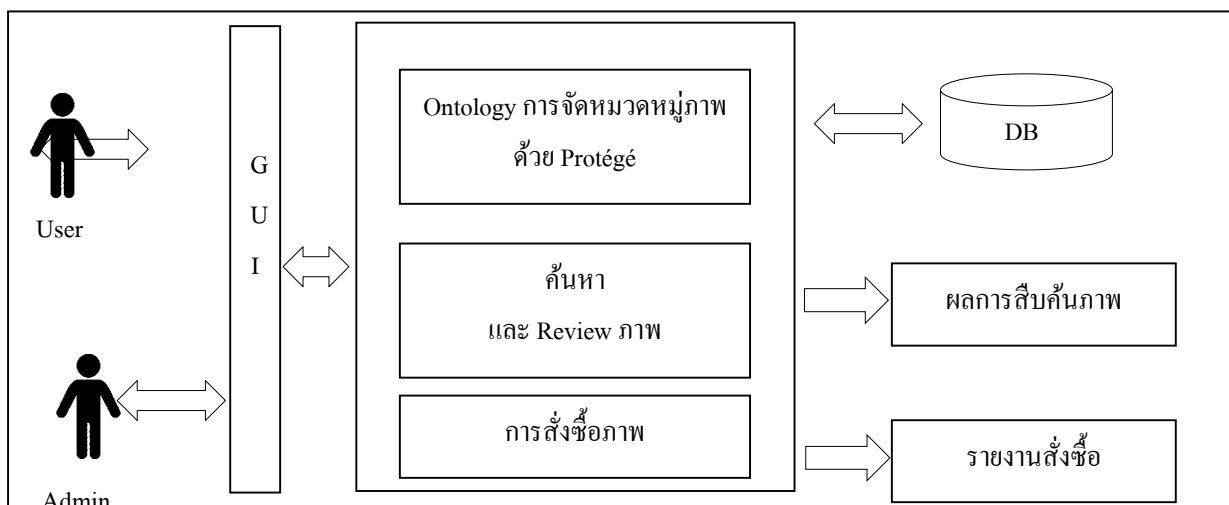 User
Admin
G
U
I
Ontology การจัดหมวดหมู่ภาพ
ด้วย Protégé
ค้นหา
และ Review ภาพ
การสั่งซื้อภาพ
DB
ผลการสืบค้นภาพ
รายงานสั่งซื้อ